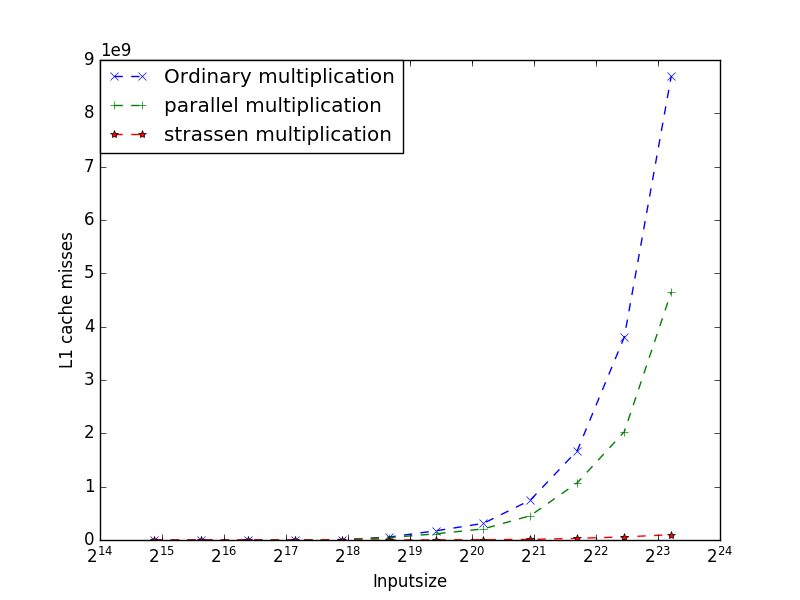 1e9
Ordinary multiplication
parallel multiplication
strassen multiplication
9
8
7
6
5
4
3
2
1
0
L1 cache misses
2^14 2^15 2^16 2^17 2^18 2^19 2^20 2^21 2^22 2^23 2^24
Inputsize